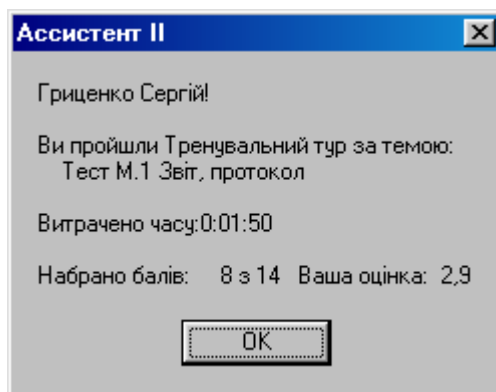 Ассистент II
Гриценко Сергій!
Ви пройшли Тренувальний тур за темою:
Тест М.1 Звіт, протокол
Витрачено часу:0:01:50
Набрано балів: 8 з 14 Ваша оцінка: 2,9
OK